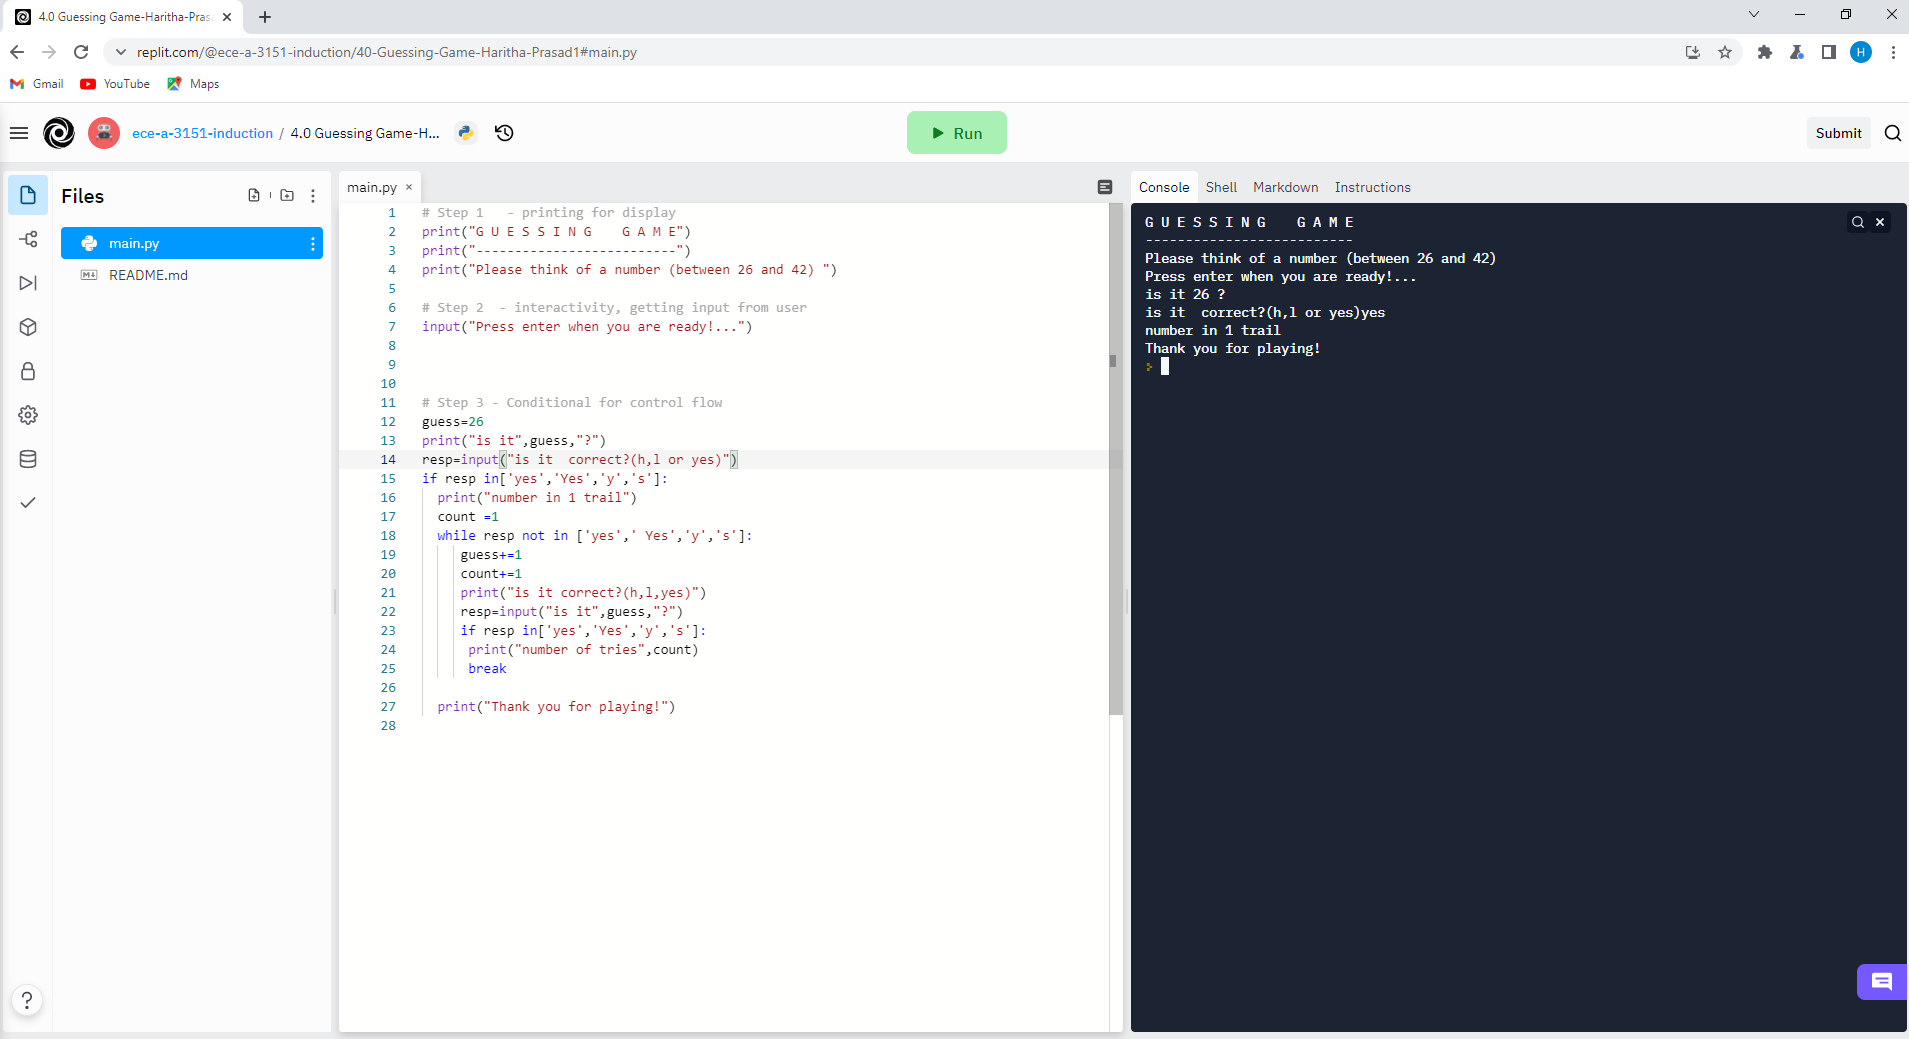 4.0 Guessing Game-Haritha-Pras
replit.com/@ece-a-3151-induction/40-Guessing-Game-Haritha-Prasad1#main.py
H
Gmail YouTube Maps
ece-a-3151-induction / 4.0 Guessing Game-H...
Run
Submit
Files
main.py
README.md
main.py ×
1 # Step 1   - printing for display
2 print("G U E S S I N G    G A M E")
3 print("--------------------------")
4 print("Please think of a number (between 26 and 42) ")
5
6 # Step 2  - interactivity, getting input from user
7 input("Press enter when you are ready!...")
8
9
10
11 # Step 3 - Conditional for control flow
12 guess=26
13 print("is it",guess,"?")
14 resp=input("is it  correct?(h,l or yes)")
15 if resp in['yes','Yes','y','s']:
16   print("number in 1 trail")
17   count =1
18   while resp not in ['yes',' Yes','y','s']:
19      guess+=1
20      count+=1
21      print("is it correct?(h,l,yes)")
22      resp=input("is it",guess,"?")
23      if resp in['yes','Yes','y','s']:
24       print("number of tries",count)
25       break
26
27   print("Thank you for playing!")
28
Console Shell Markdown Instructions
G U E S S I N G    G A M E
--------------------------
Please think of a number (between 26 and 42)
Press enter when you are ready!...
is it 26 ?
is it  correct?(h,l or yes)yes
number in 1 trail
Thank you for playing!
?